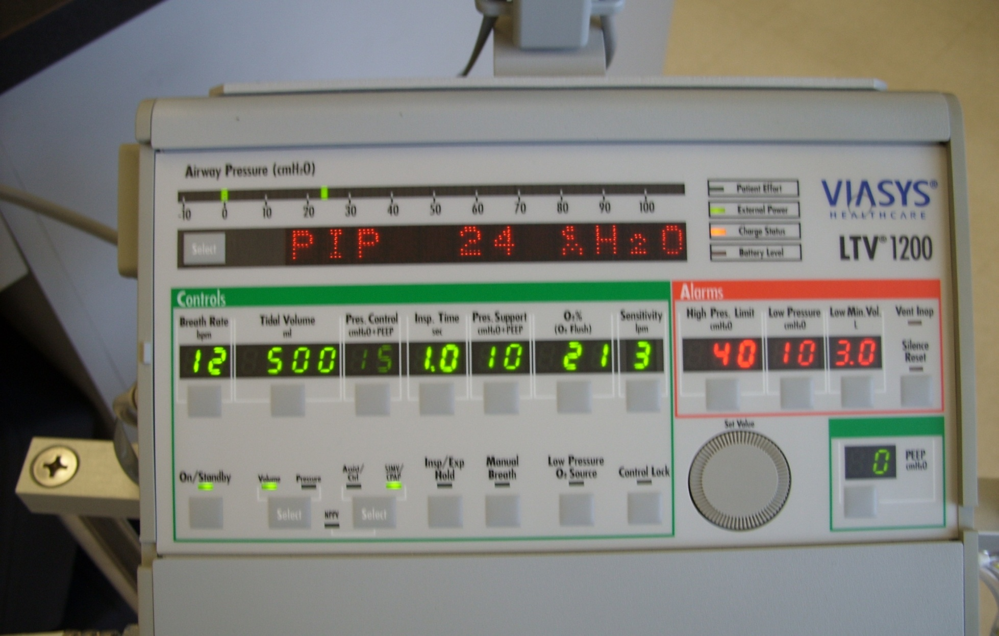 Airway Pressure (cmH₂O)
-10 0 10 20 30 40 50 60 70 80 90 100
Select PIP 24 cmH₂O
Patient Effort
External Power
Charge Status
Battery Level
VIASYS®
HEALTHCARE
LTV® 1200
Controls
Breath Rate
bpm
12
Tidal Volume
ml
500
Pres. Control
cmH₂O+PEEP
15
Insp. Time
sec
1.0
Pres. Support
cmH₂O+PEEP
10
O₂%
(O₂ Flush)
21
Sensitivity
lpm
3
Alarms
High Pres. Limit
cmH₂O
40
Low Pressure
cmH₂O
10
Low Min. Vol.
L
3.0
Vent Inop
Silence
Reset
On/Standby
Volume
Pressure
Select
NPPV
Assist/
Ctrl
SIMV/
CPAP
Select
Insp/Exp
Hold
Manual
Breath
Low Pressure
O₂ Source
Control Lock
Set Value
0
PEEP
cmH₂O